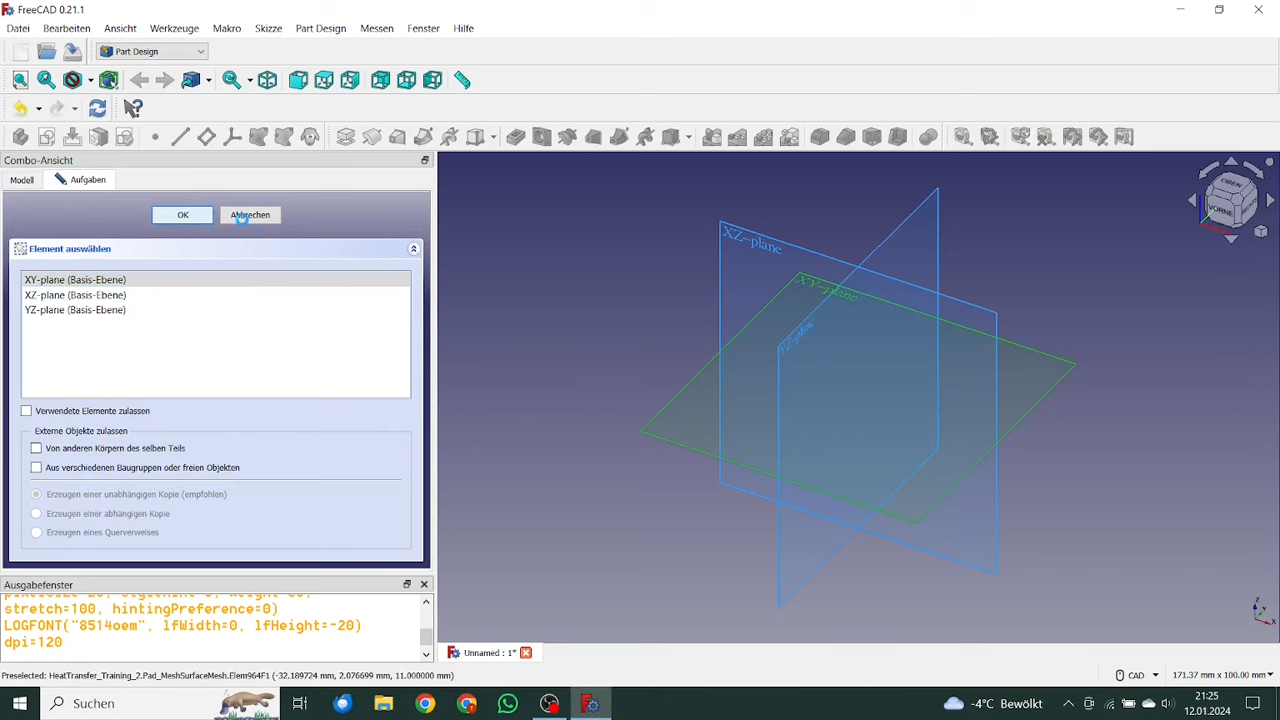 FreeCAD 0.21.1
Datei Bearbeiten Ansicht Werkzeuge Makro Skizze Part Design Messen Fenster Hilfe
Part Design
Combo-Ansicht
Modell Aufgaben
OK Abbrechen
Element auswählen
XY-plane (Basis-Ebene)
XZ-plane (Basis-Ebene)
YZ-plane (Basis-Ebene)
Verwendete Elemente zulassen
Externe Objekte zulassen
Von anderen Körpern des selben Teils
Aus verschiedenen Baugruppen oder freien Objekten
Erzeugen einer unabhängigen Kopie (empfohlen)
Erzeugen einer abhängigen Kopie
Erzeugen eines Querverweises
Ausgabefenster
stretch=100, hintingPreference=0)
LOGFONT("8514oem", lfWidth=0, lfHeight=-20)
dpi=120
XZ-plane
XY-plane
YZ-plane
OBEN
VORNE
Z
Y
X
Unnamed : 1*
Preselected: HeatTransfer_Training_2.Pad_MeshSurfaceMesh.Elem964F1 (-32.189724 mm, 2.076699 mm, 11.000000 mm)
CAD
171.37 mm x 100.00 mm
Suchen
-4°C Bewölkt
21:25
12.01.2024